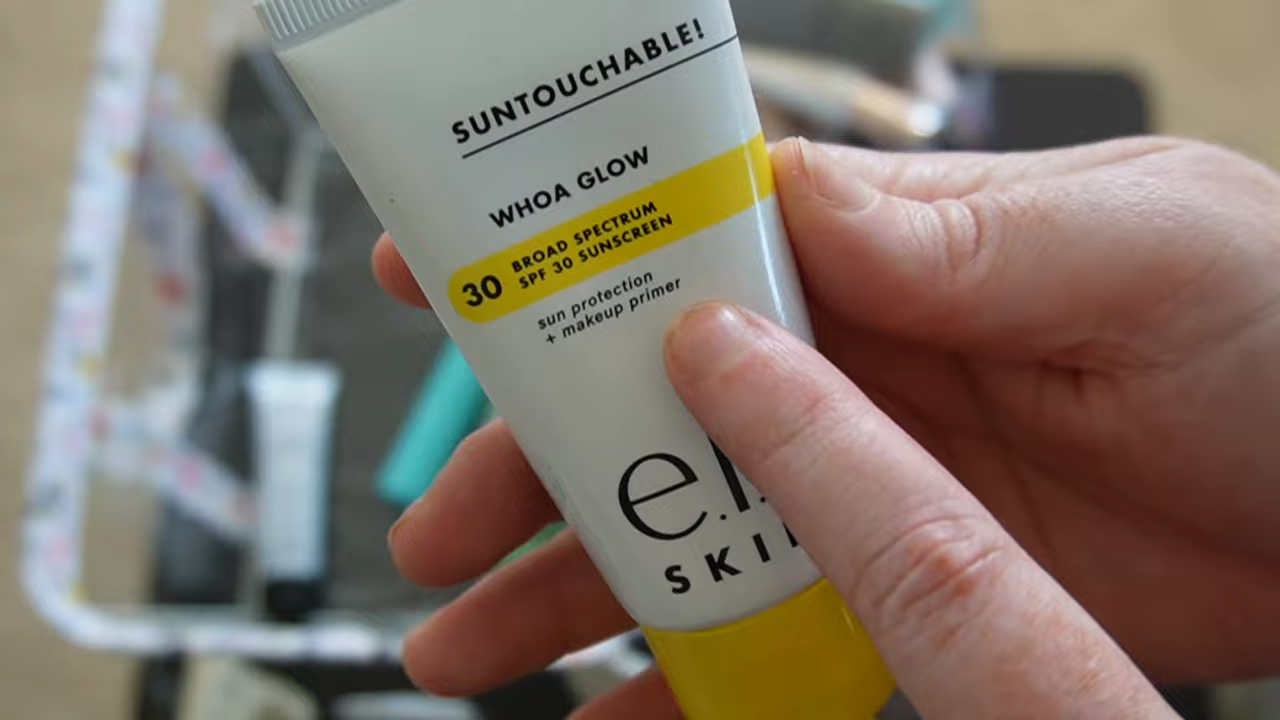 SUNTOUCHABLE!
WHOA GLOW
30
BROAD SPECTRUM
SPF 30 SUNSCREEN
sun protection
+ makeup primer